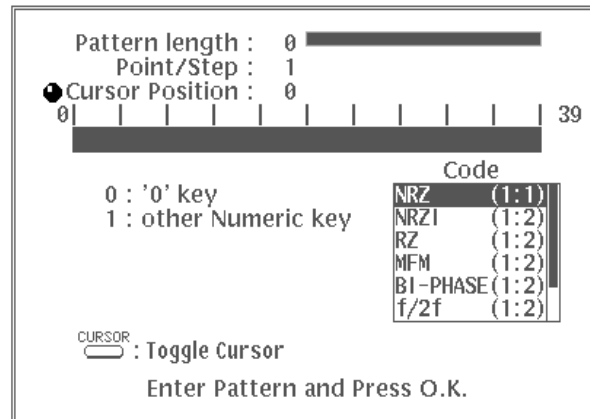 Pattern length : 0
Point/Step : 1
Cursor Position : 0
0 39
Code
0 : '0' key
1 : other Numeric key
NRZ (1:1)
NRZI (1:2)
RZ (1:2)
MFM (1:2)
BI-PHASE (1:2)
f/2f (1:2)
CURSOR
: Toggle Cursor
Enter Pattern and Press O.K.